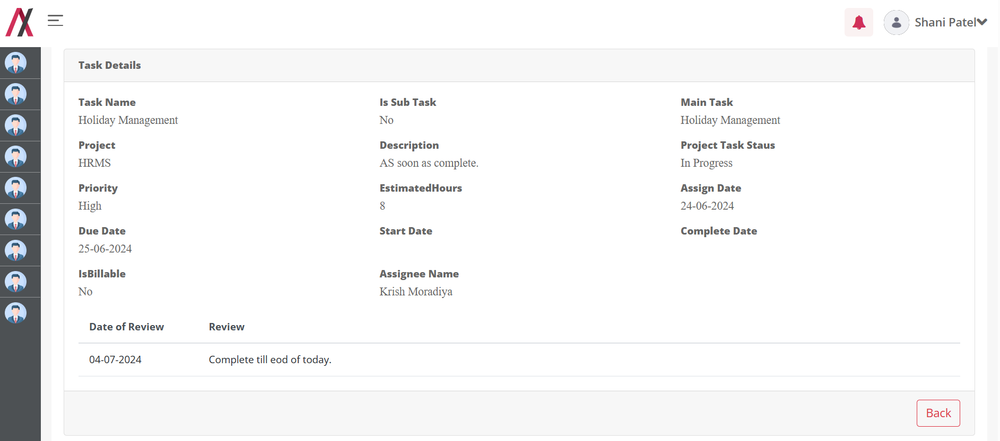 Shani Patel
Task Details
Task Name
Is Sub Task
Main Task
Holiday Management
No
Holiday Management
Project
Description
Project Task Staus
HRMS
AS soon as complete.
In Progress
Priority
EstimatedHours
Assign Date
High
8
24-06-2024
Due Date
Start Date
Complete Date
25-06-2024
IsBillable
Assignee Name
No
Krish Moradiya
Date of Review
Review
04-07-2024
Complete till eod of today.
Back